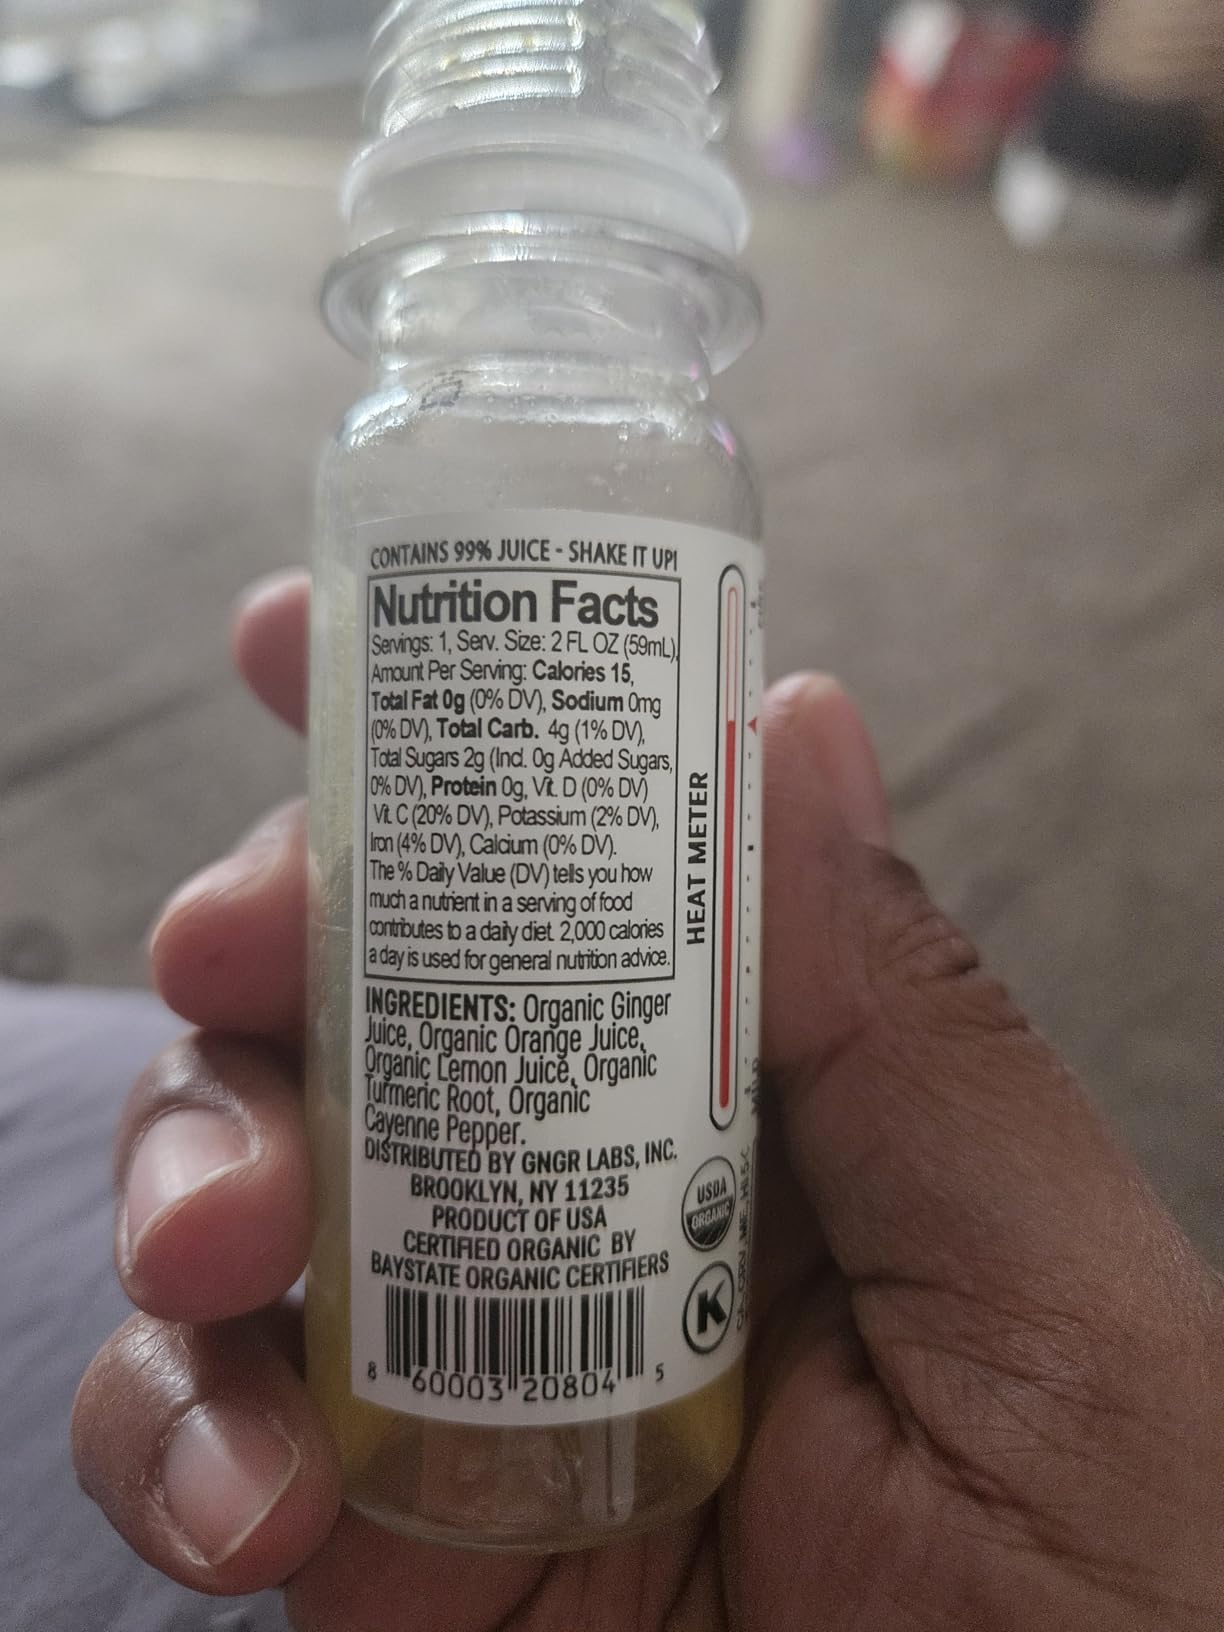 CONTAINS 99% JUICE - SHAKE IT UP!
Nutrition Facts
Servings: 1, Serv. Size: 2 FL OZ (59mL),
Amount Per Serving: Calories 15,
Total Fat 0g (0% DV), Sodium 0mg
(0% DV), Total Carb. 4g (1% DV),
Total Sugars 2g (Incl. 0g Added Sugars,
0% DV), Protein 0g, Vit. D (0% DV)
Vit. C (20% DV), Potassium (2% DV),
Iron (4% DV), Calcium (0% DV).
The % Daily Value (DV) tells you how
much a nutrient in a serving of food
contributes to a daily diet. 2,000 calories
a day is used for general nutrition advice.
INGREDIENTS: Organic Ginger
Juice, Organic Orange Juice,
Organic Lemon Juice, Organic
Turmeric Root, Organic
Cayenne Pepper.
DISTRIBUTED BY GNGR LABS, INC.
BROOKLYN, NY 11235
PRODUCT OF USA
CERTIFIED ORGANIC BY
BAYSTATE ORGANIC CERTIFIERS
8 60003 20804 5
HEAT METER
MILD
USDA
ORGANIC
K